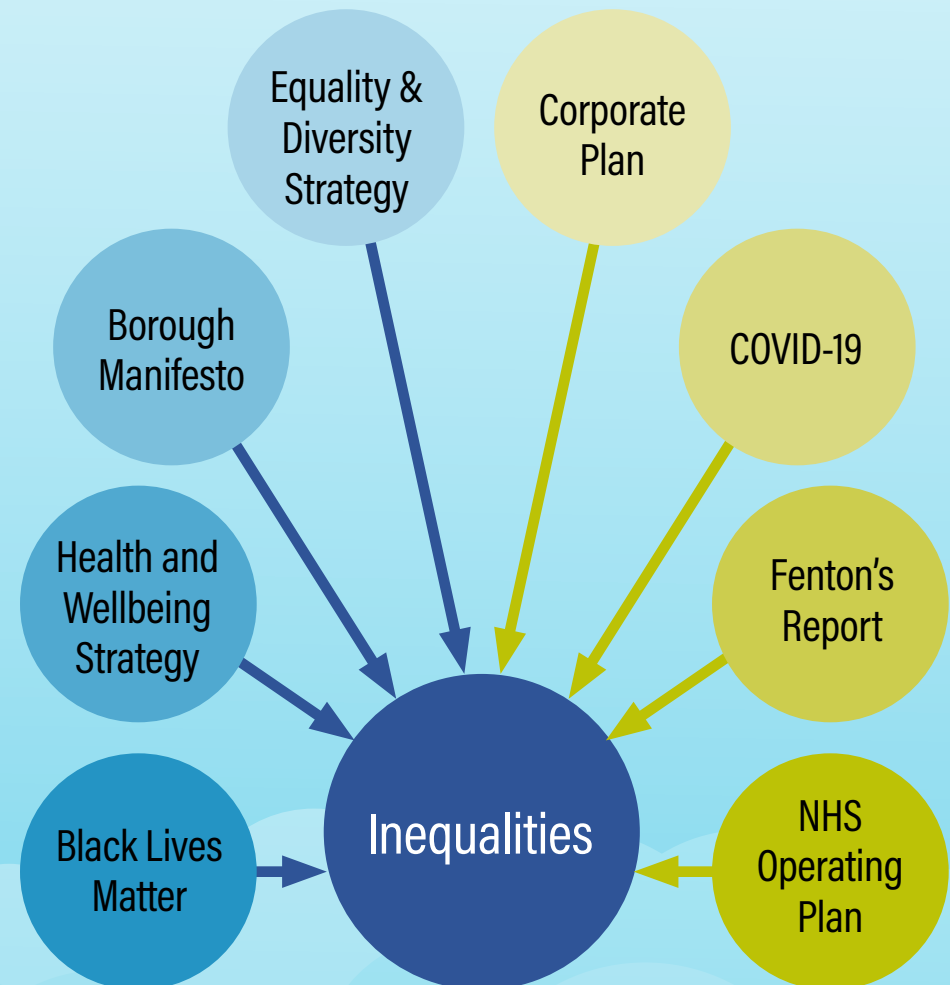 Equality &
Diversity
Strategy
Corporate
Plan
Borough
Manifesto
COVID-19
Health and
Wellbeing
Strategy
Fenton’s
Report
Black Lives
Matter
Inequalities
NHS
Operating
Plan